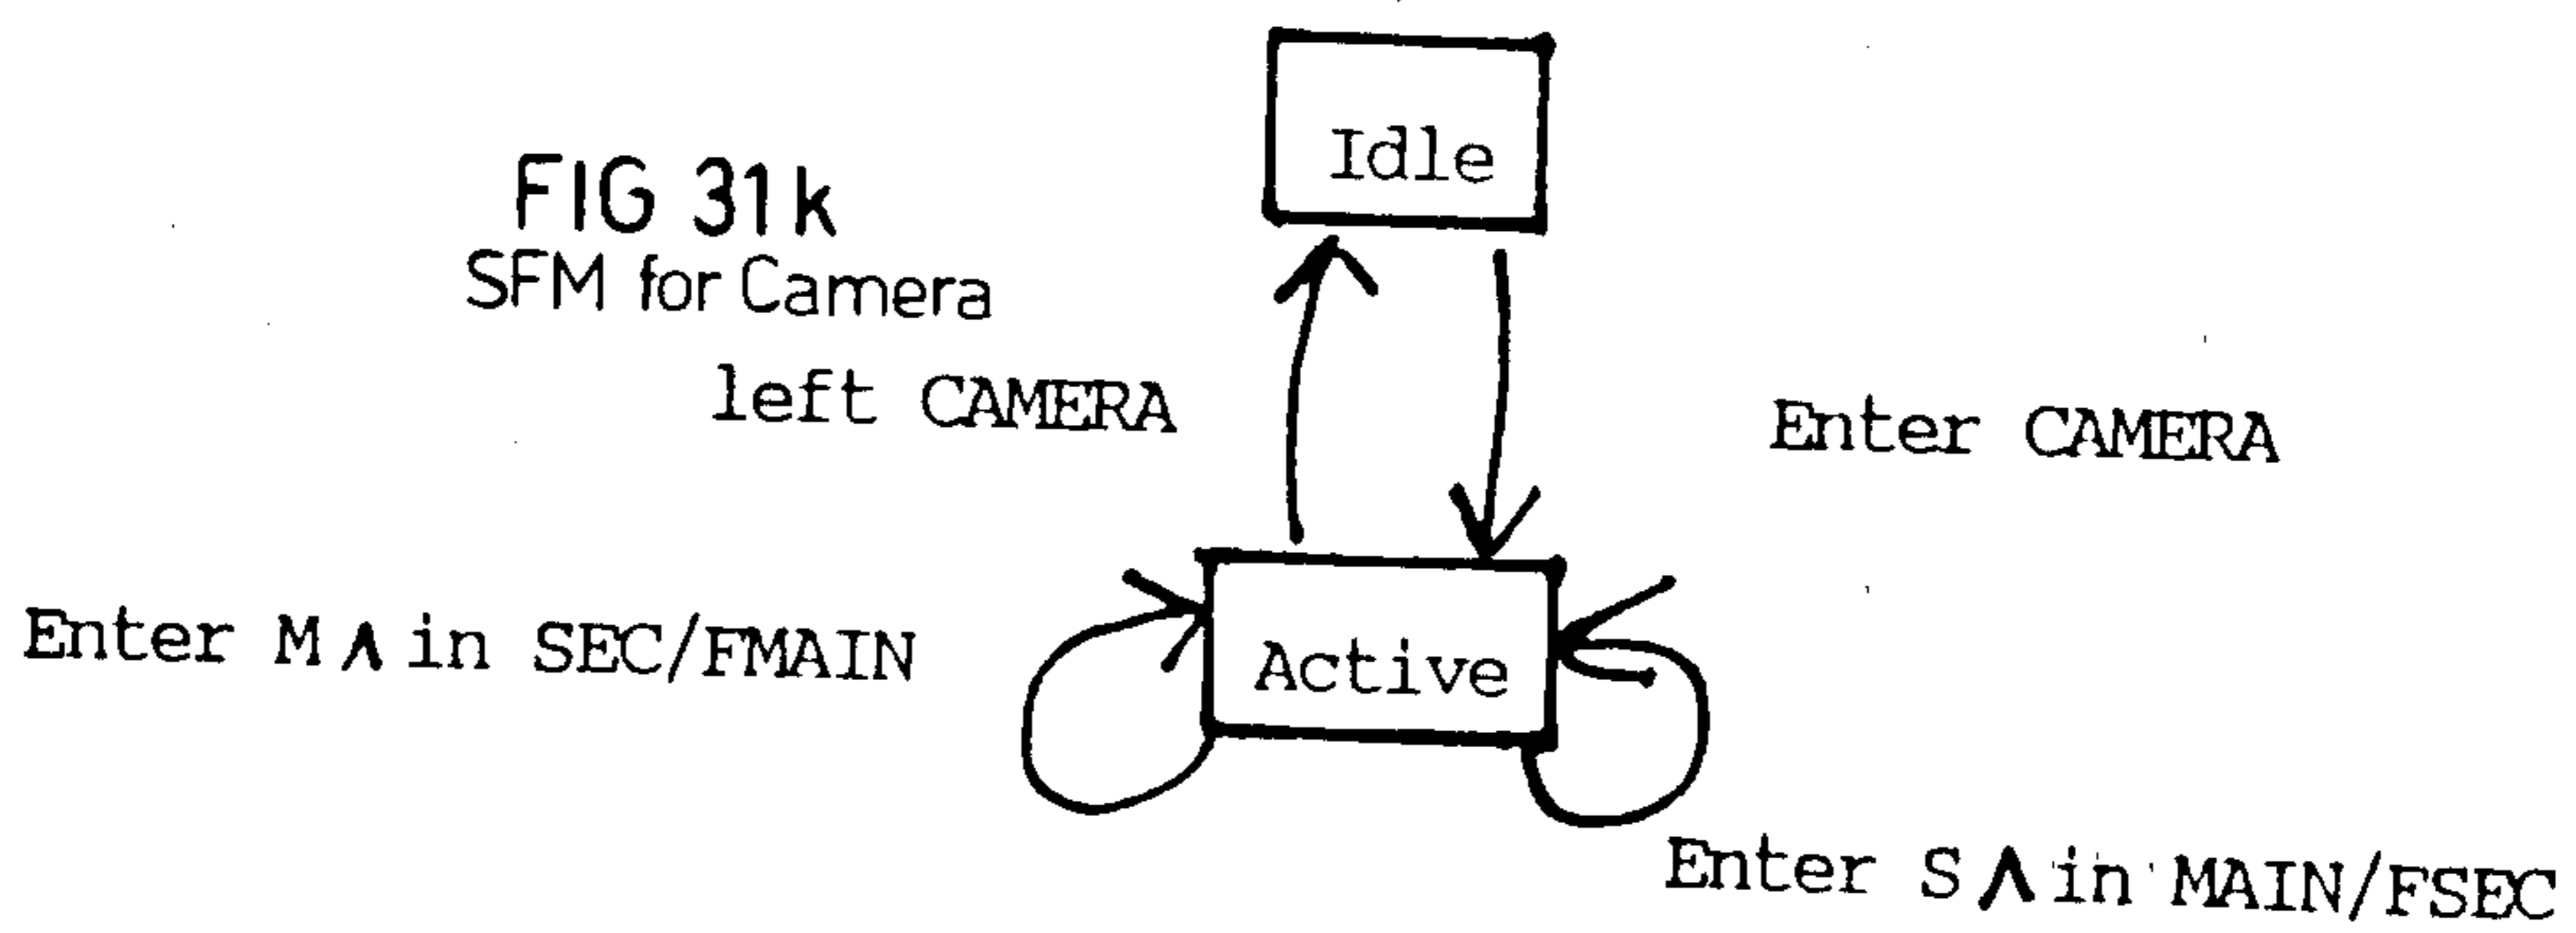 Idle
FIG 31k
SFM for Camera
left CAMERA
Enter CAMERA
Enter M ∧ in SEC/FMAIN
Active
Enter S ∧ in MAIN/FSEC